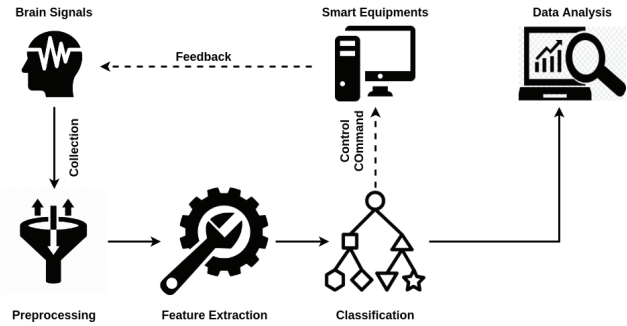 Brain Signals
Smart Equipments
Data Analysis
Feedback
Collection
Control
COmmand
Preprocessing
Feature Extraction
Classification